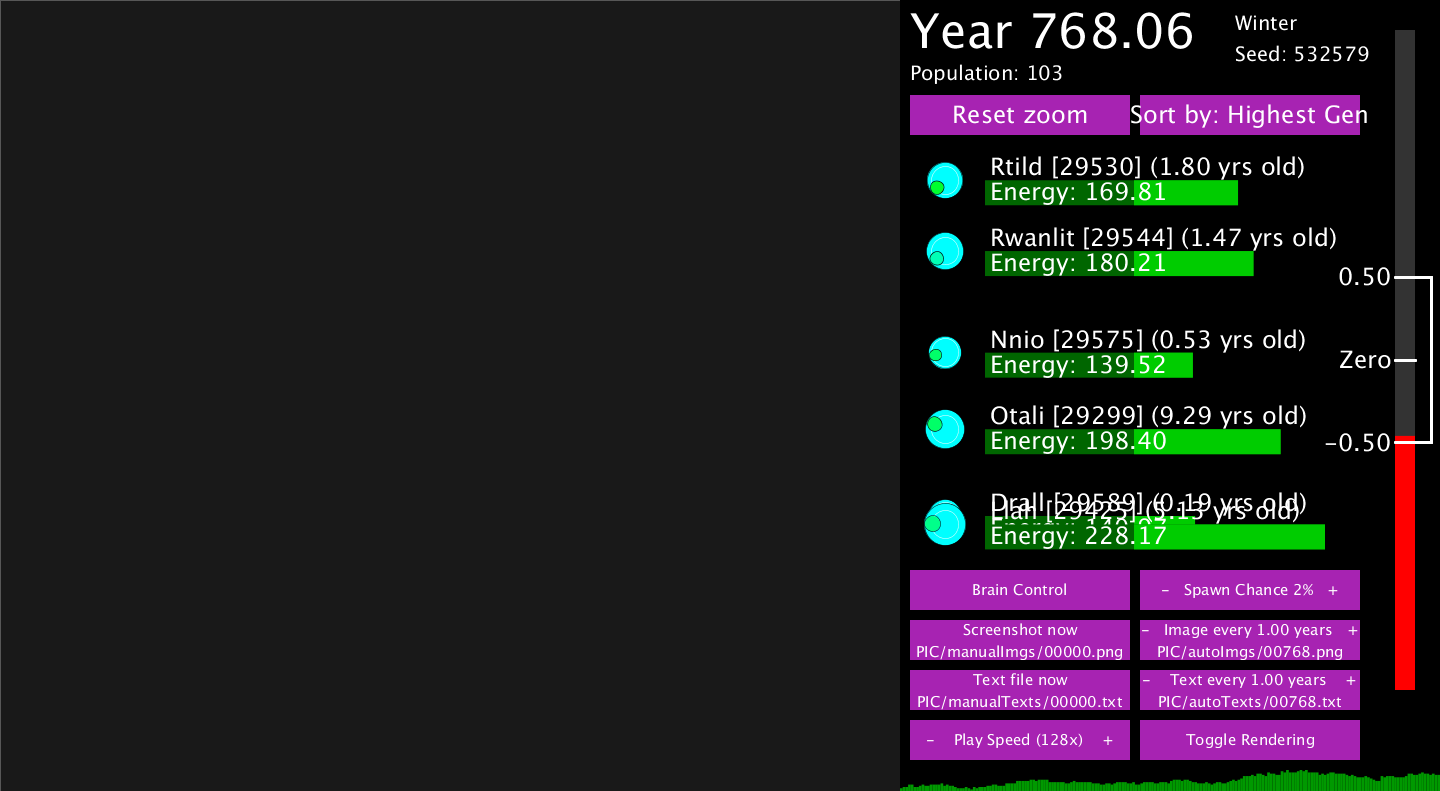 Year 768.06
Winter
Seed: 532579
Population: 103
Reset zoom
Sort by: Highest Gen
Rtild [29530] (1.80 yrs old)
Energy: 169.81
Rwanlit [29544] (1.47 yrs old)
Energy: 180.21
0.50
Nnio [29575] (0.53 yrs old)
Energy: 139.52
Zero
Otali [29299] (9.29 yrs old)
Energy: 198.40
-0.50
Drall [29589] (0.19 yrs old)
[29425] (5.13 yrs old)
Energy: 228.17
Brain Control
- Spawn Chance 2% +
Screenshot now
PIC/manualImgs/00000.png
- Image every 1.00 years +
PIC/autoImgs/00768.png
Text file now
PIC/manualTexts/00000.txt
- Text every 1.00 years +
PIC/autoTexts/00768.txt
- Play Speed (128x) +
Toggle Rendering